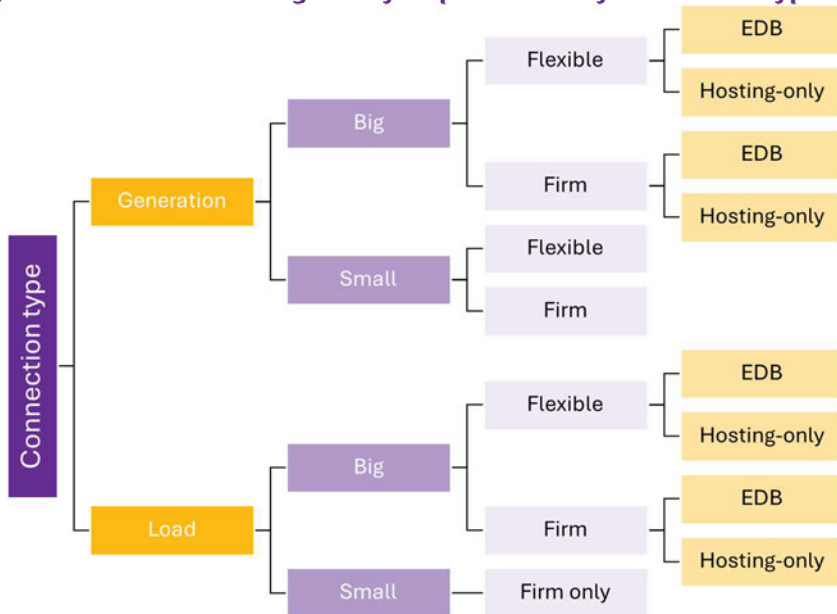 EDB
Flexible
Hosting-only
Big
EDB
Firm
Generation
Hosting-only
Flexible
Small
Firm
Connection type
EDB
Flexible
Hosting-only
Big
EDB
Load
Firm
Hosting-only
Small
Firm only